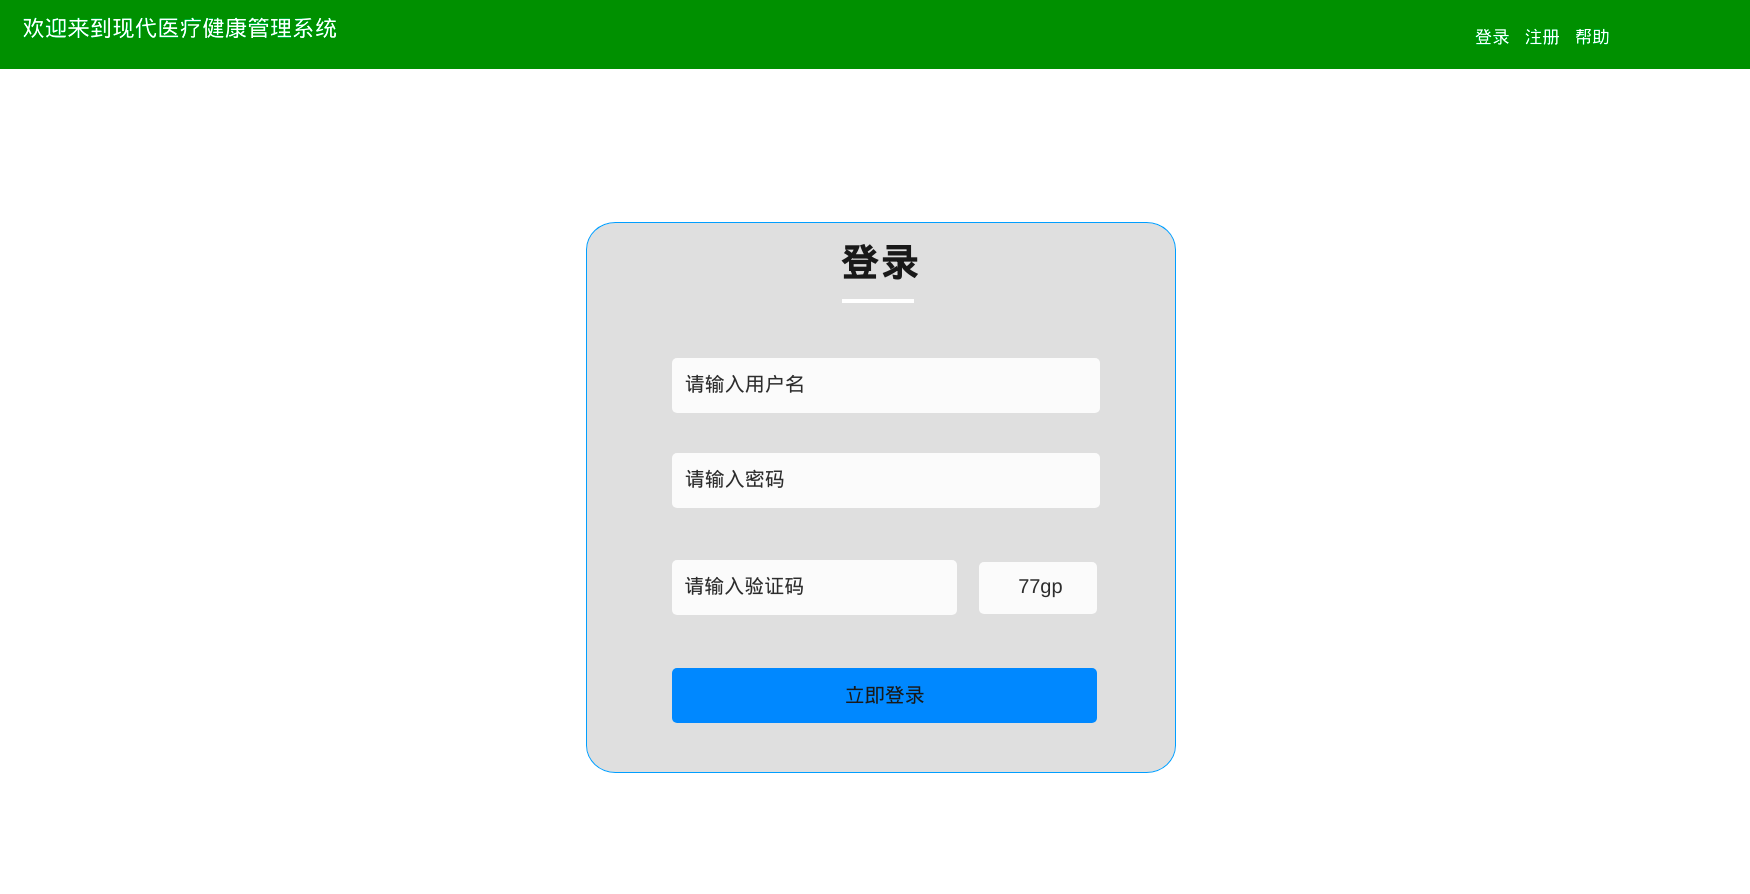 欢迎来到现代医疗健康管理系统
登录 注册 帮助
登录
请输入用户名
请输入密码
请输入验证码 77gp
立即登录